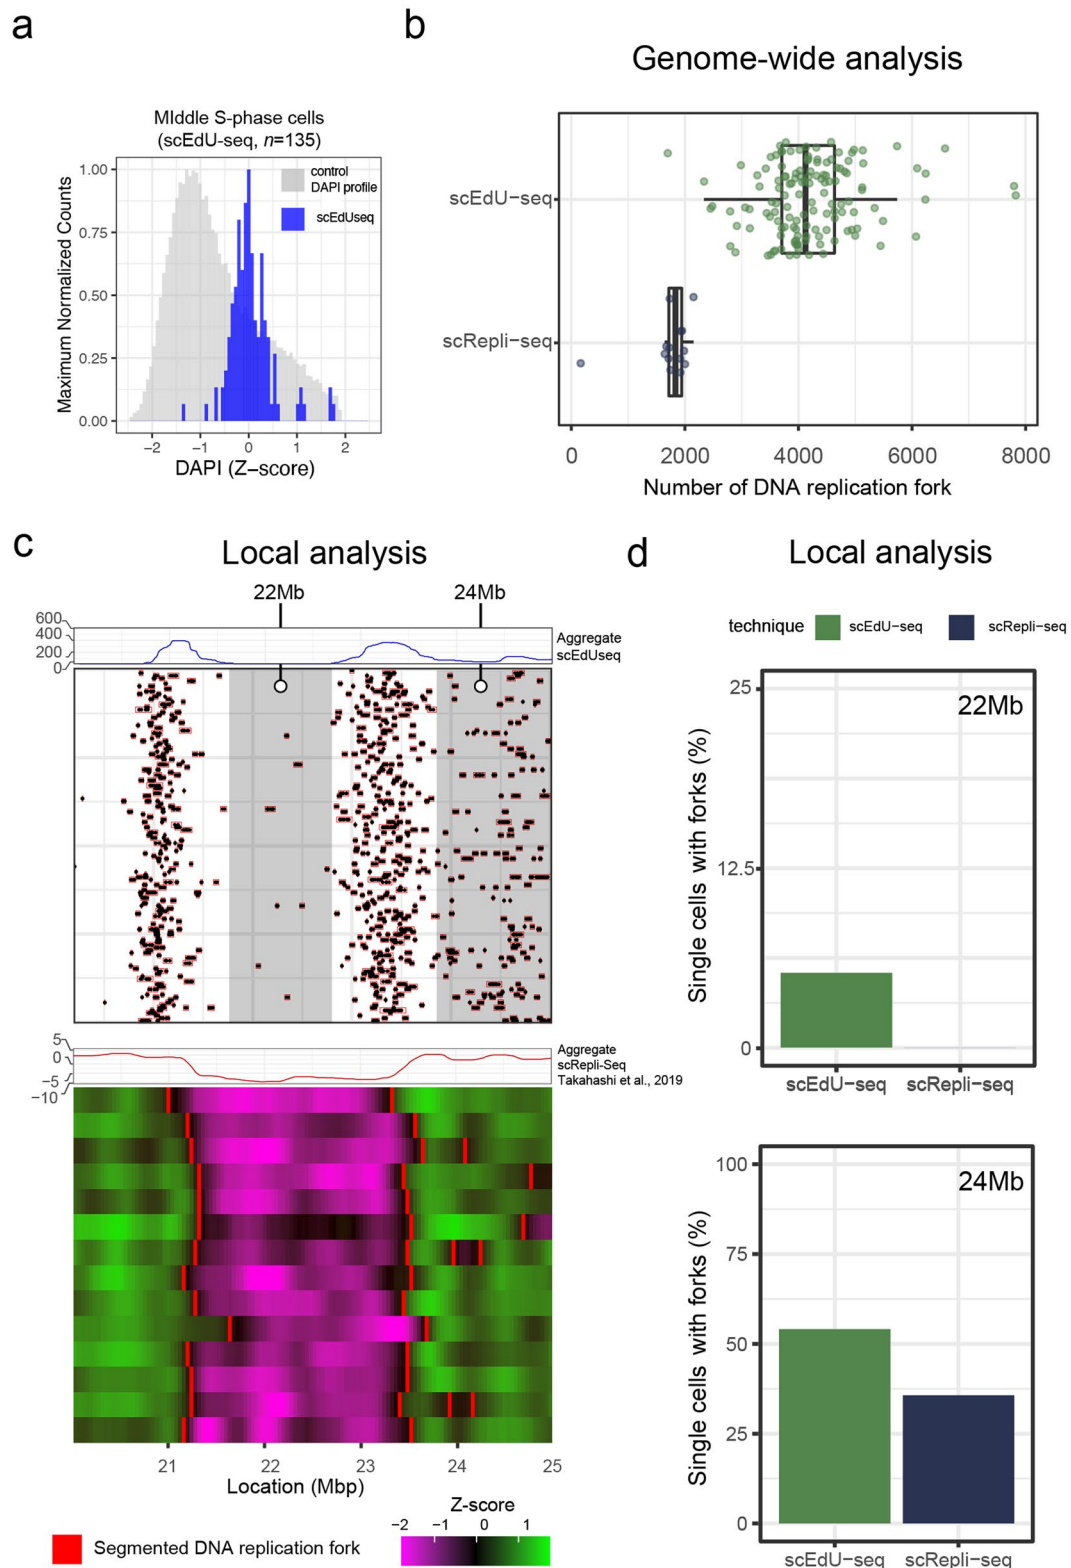 a
MIddle S-phase cells
(scEdU-seq, n=135)
control
DAPI profile
scEdUseq
Maximum Normalized Counts
1.00
0.75
0.50
0.25
0.00
−2 −1 0 1 2
DAPI (Z−score)
b
Genome-wide analysis
scEdU−seq
scRepli−seq
0 2000 4000 6000 8000
Number of DNA replication fork
c
Local analysis
22Mb 24Mb
600
400
200
0
Aggregate
scEdUseq
5
0
−5
−10
Aggregate
scRepli-Seq
Takahashi et al., 2019
21 22 23 24 25
Location (Mbp)
Z−score
−2 −1 0 1
Segmented DNA replication fork
d
Local analysis
technique scEdU−seq scRepli−seq
22Mb
Single cells with forks (%)
25
12.5
0
scEdU−seq scRepli−seq
24Mb
Single cells with forks (%)
100
75
50
25
0
scEdU−seq scRepli−seq